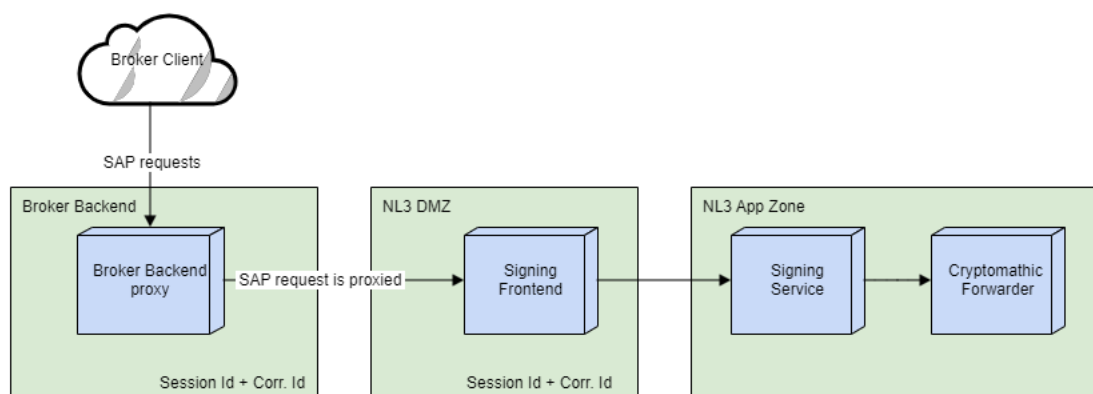 Broker Client
SAP requests
Broker Backend
Broker Backend
proxy
SAP request is proxied
Session Id + Corr. Id
NL3 DMZ
Signing
Frontend
Session Id + Corr. Id
NL3 App Zone
Signing
Service
Cryptomathic
Forwarder